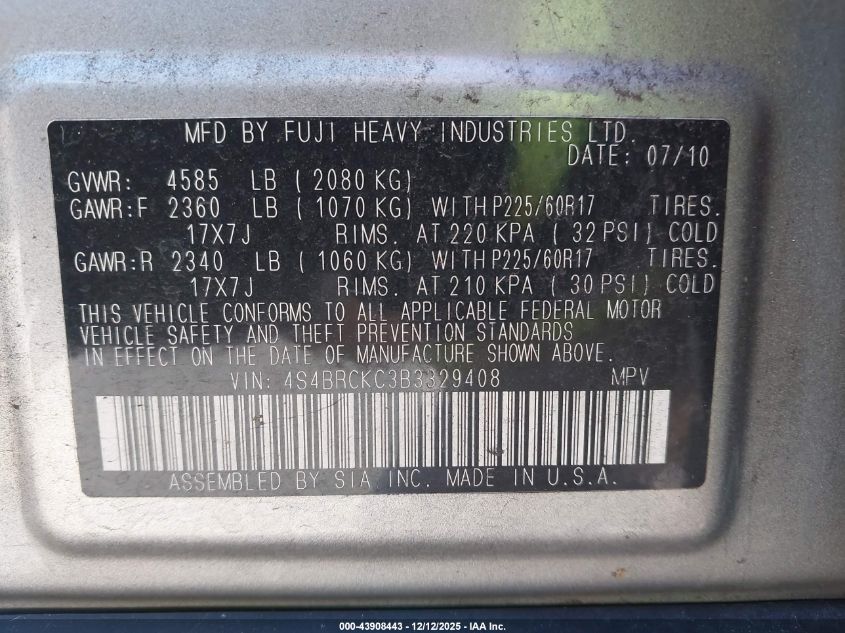 MFD BY FUJI HEAVY INDUSTRIES LTD.
DATE: 07/10
GVWR: 4585 LB ( 2080 KG)
GAWR:F 2360 LB ( 1070 KG) WITH P225/60R17 TIRES.
17X7J RIMS. AT 220 KPA ( 32 PSI) COLD
GAWR:R 2340 LB ( 1060 KG) WITH P225/60R17 TIRES.
17X7J RIMS. AT 210 KPA ( 30 PSI) COLD
THIS VEHICLE CONFORMS TO ALL APPLICABLE FEDERAL MOTOR
VEHICLE SAFETY AND THEFT PREVENTION STANDARDS
IN EFFECT ON THE DATE OF MANUFACTURE SHOWN ABOVE.
VIN: 4S4BRCKC3B3329408 MPV
ASSEMBLED BY SIA INC. MADE IN U.S.A.
000-43908443 - 12/12/2025 - IAA Inc.